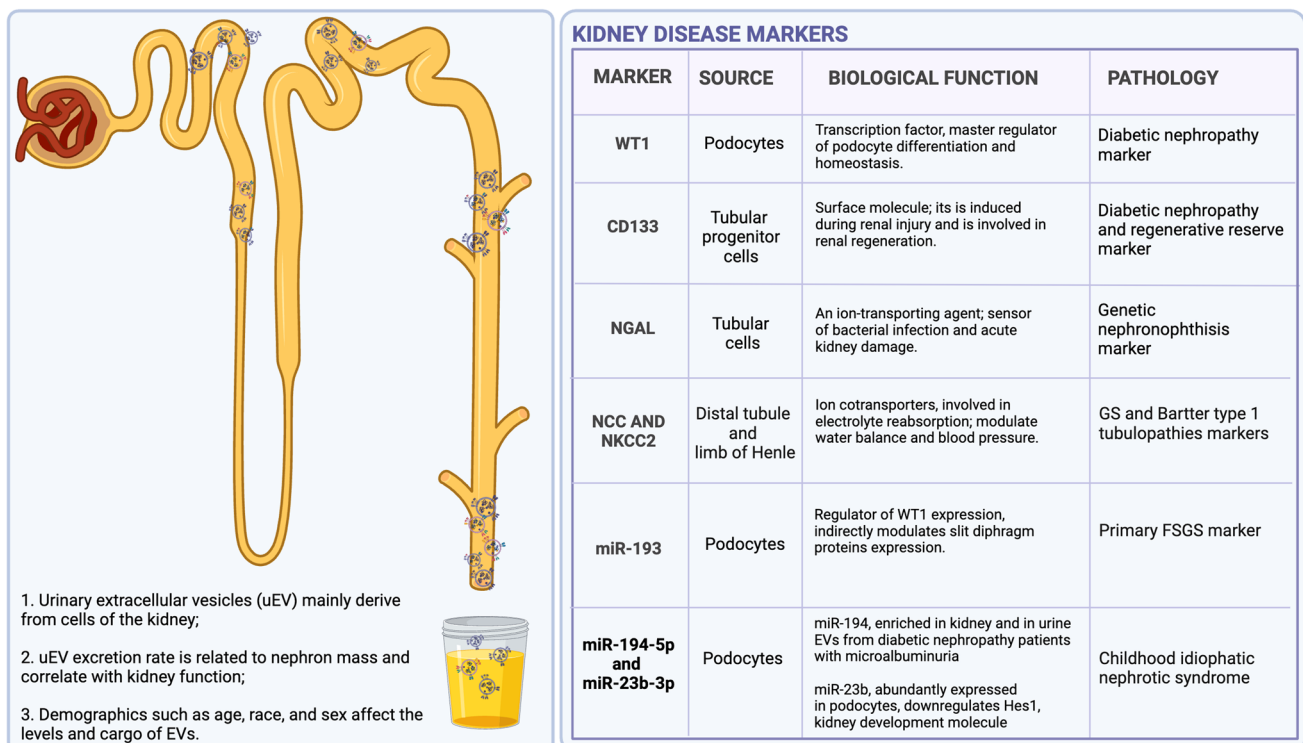 1. Urinary extracellular vesicles (uEV) mainly derive
from cells of the kidney;
2. uEV excretion rate is related to nephron mass and
correlate with kidney function;
3. Demographics such as age, race, and sex affect the
levels and cargo of EVs.
KIDNEY DISEASE MARKERS
MARKER
SOURCE
BIOLOGICAL FUNCTION
PATHOLOGY
WT1
Podocytes
Transcription factor, master regulator
of podocyte differentiation and
homeostasis.
Diabetic nephropathy
marker
CD133
Tubular
progenitor
cells
Surface molecule; its is induced
during renal injury and is involved in
renal regeneration.
Diabetic nephropathy
and regenerative reserve
marker
NGAL
Tubular
cells
An ion-transporting agent; sensor
of bacterial infection and acute
kidney damage.
Genetic
nephronophthisis
marker
NCC AND
NKCC2
Distal tubule
and
limb of Henle
Ion cotransporters, involved in
electrolyte reabsorption; modulate
water balance and blood pressure.
GS and Bartter type 1
tubulopathies markers
miR-193
Podocytes
Regulator of WT1 expression,
indirectly modulates slit diaphragm
proteins expression.
Primary FSGS marker
miR-194-5p
and
miR-23b-3p
Podocytes
miR-194, enriched in kidney and in urine
EVs from diabetic nephropathy patients
with microalbuminuria
miR-23b, abundantly expressed
in podocytes, downregulates Hes1,
kidney development molecule
Childhood idiophatic
nephrotic syndrome